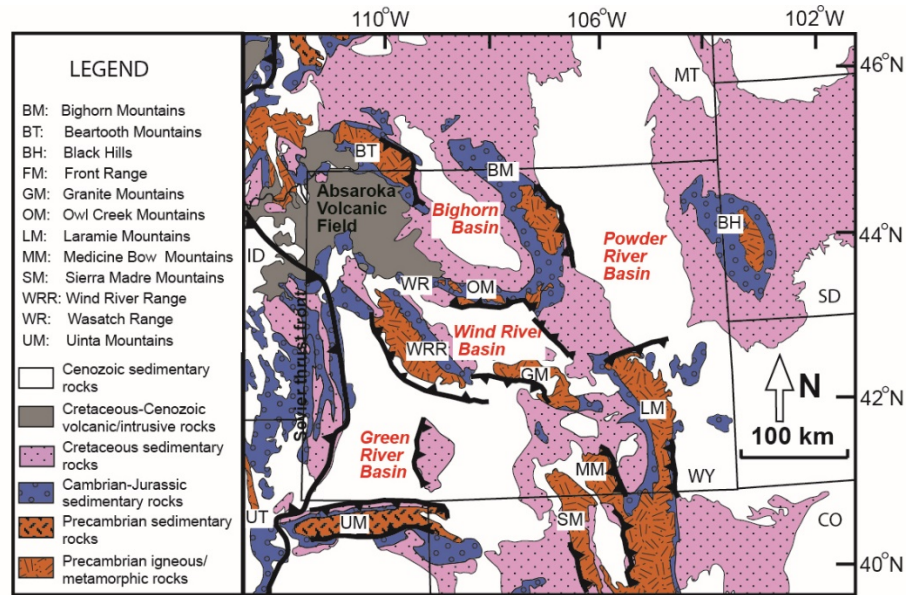 110°W
106°W
102°W
LEGEND
BM: Bighorn Mountains
BT: Beartooth Mountains
BH: Black Hills
FM: Front Range
GM: Granite Mountains
OM: Owl Creek Mountains
LM: Laramie Mountains
MM: Medicine Bow Mountains
SM: Sierra Madre Mountains
WRR: Wind River Range
WR: Wasatch Range
UM: Uinta Mountains
Cenozoic sedimentary
rocks
Cretaceous-Cenozoic
volcanic/intrusive rocks
Cretaceous sedimentary
rocks
Cambrian-Jurassic
sedimentary rocks
Precambrian sedimentary
rocks
Precambrian igneous/
metamorphic rocks
46°N
MT
BT
BM
Absaroka
Volcanic
Field
Bighorn
Basin
Powder
River
Basin
BH
44°N
ID
WR
OM
SD
Wind River
Basin
WRR
GM
Sevier thrust front
N
42°N
LM
100 km
Green
River
Basin
MM
WY
UT
UM
SM
CO
40°N